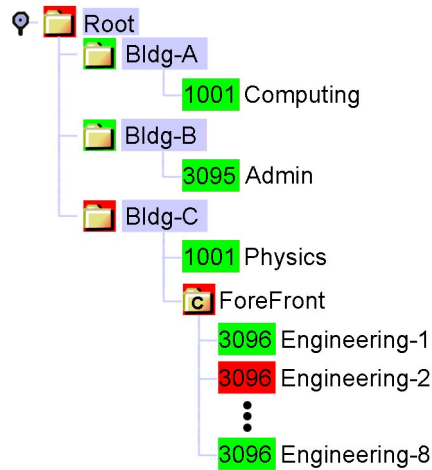 Root
Bldg-A
1001 Computing
Bldg-B
3095 Admin
Bldg-C
1001 Physics
C ForeFront
3096 Engineering-1
3096 Engineering-2
3096 Engineering-8